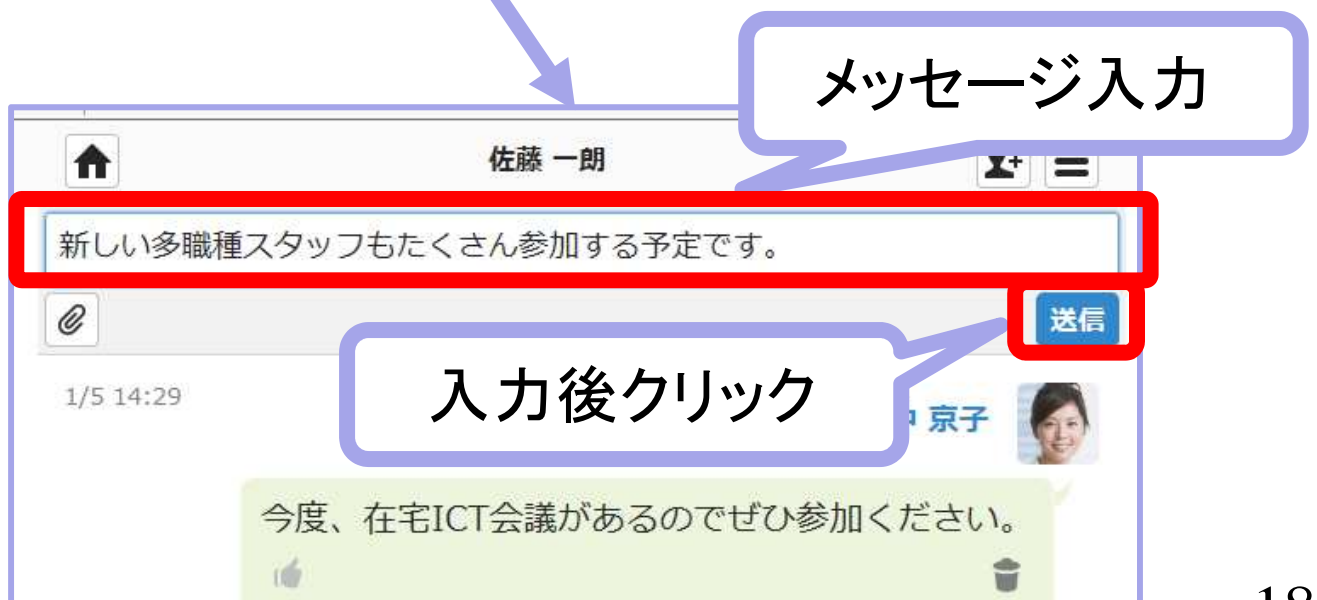 メッセージ入力
佐藤 一朗
新しい多職種スタッフもたくさん参加する予定です。
送信
入力後クリック
1/5 14:29
京子
今度、在宅ICT会議があるのでぜひ参加ください。
18